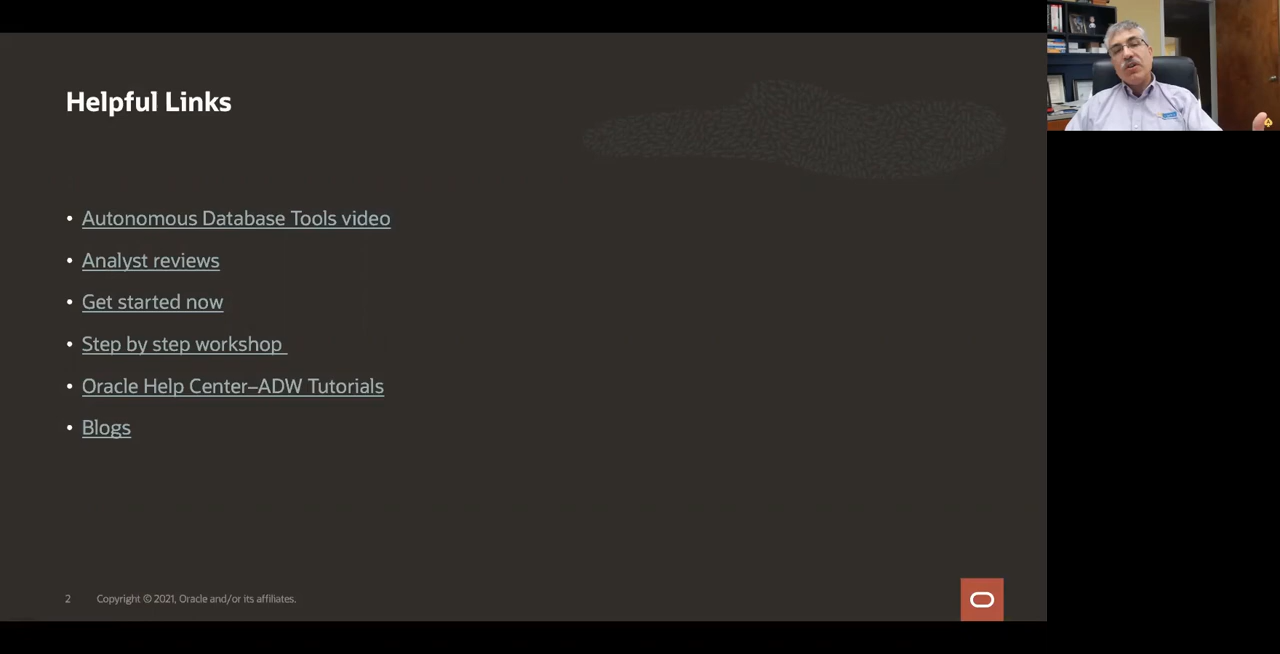 Helpful Links
• Autonomous Database Tools video
• Analyst reviews
• Get started now
• Step by step workshop
• Oracle Help Center–ADW Tutorials
• Blogs
2 Copyright © 2021, Oracle and/or its affiliates.